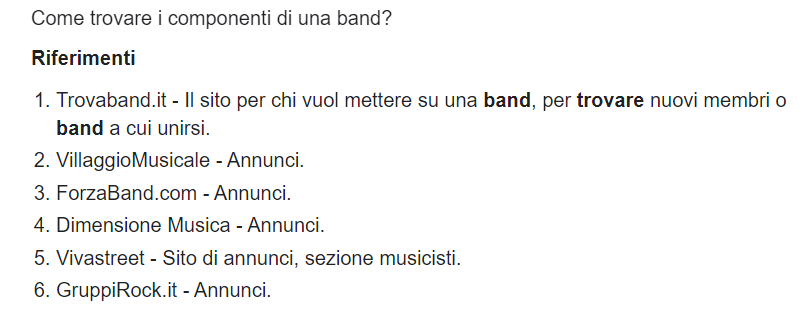 Come trovare i componenti di una band?
Riferimenti
1. Trovaband.it - Il sito per chi vuol mettere su una band, per trovare nuovi membri o
band a cui unirsi.
2. VillaggioMusicale - Annunci.
3. ForzaBand.com - Annunci.
4. Dimensione Musica - Annunci.
5. Vivastreet - Sito di annunci, sezione musicisti.
6. GruppiRock.it - Annunci.